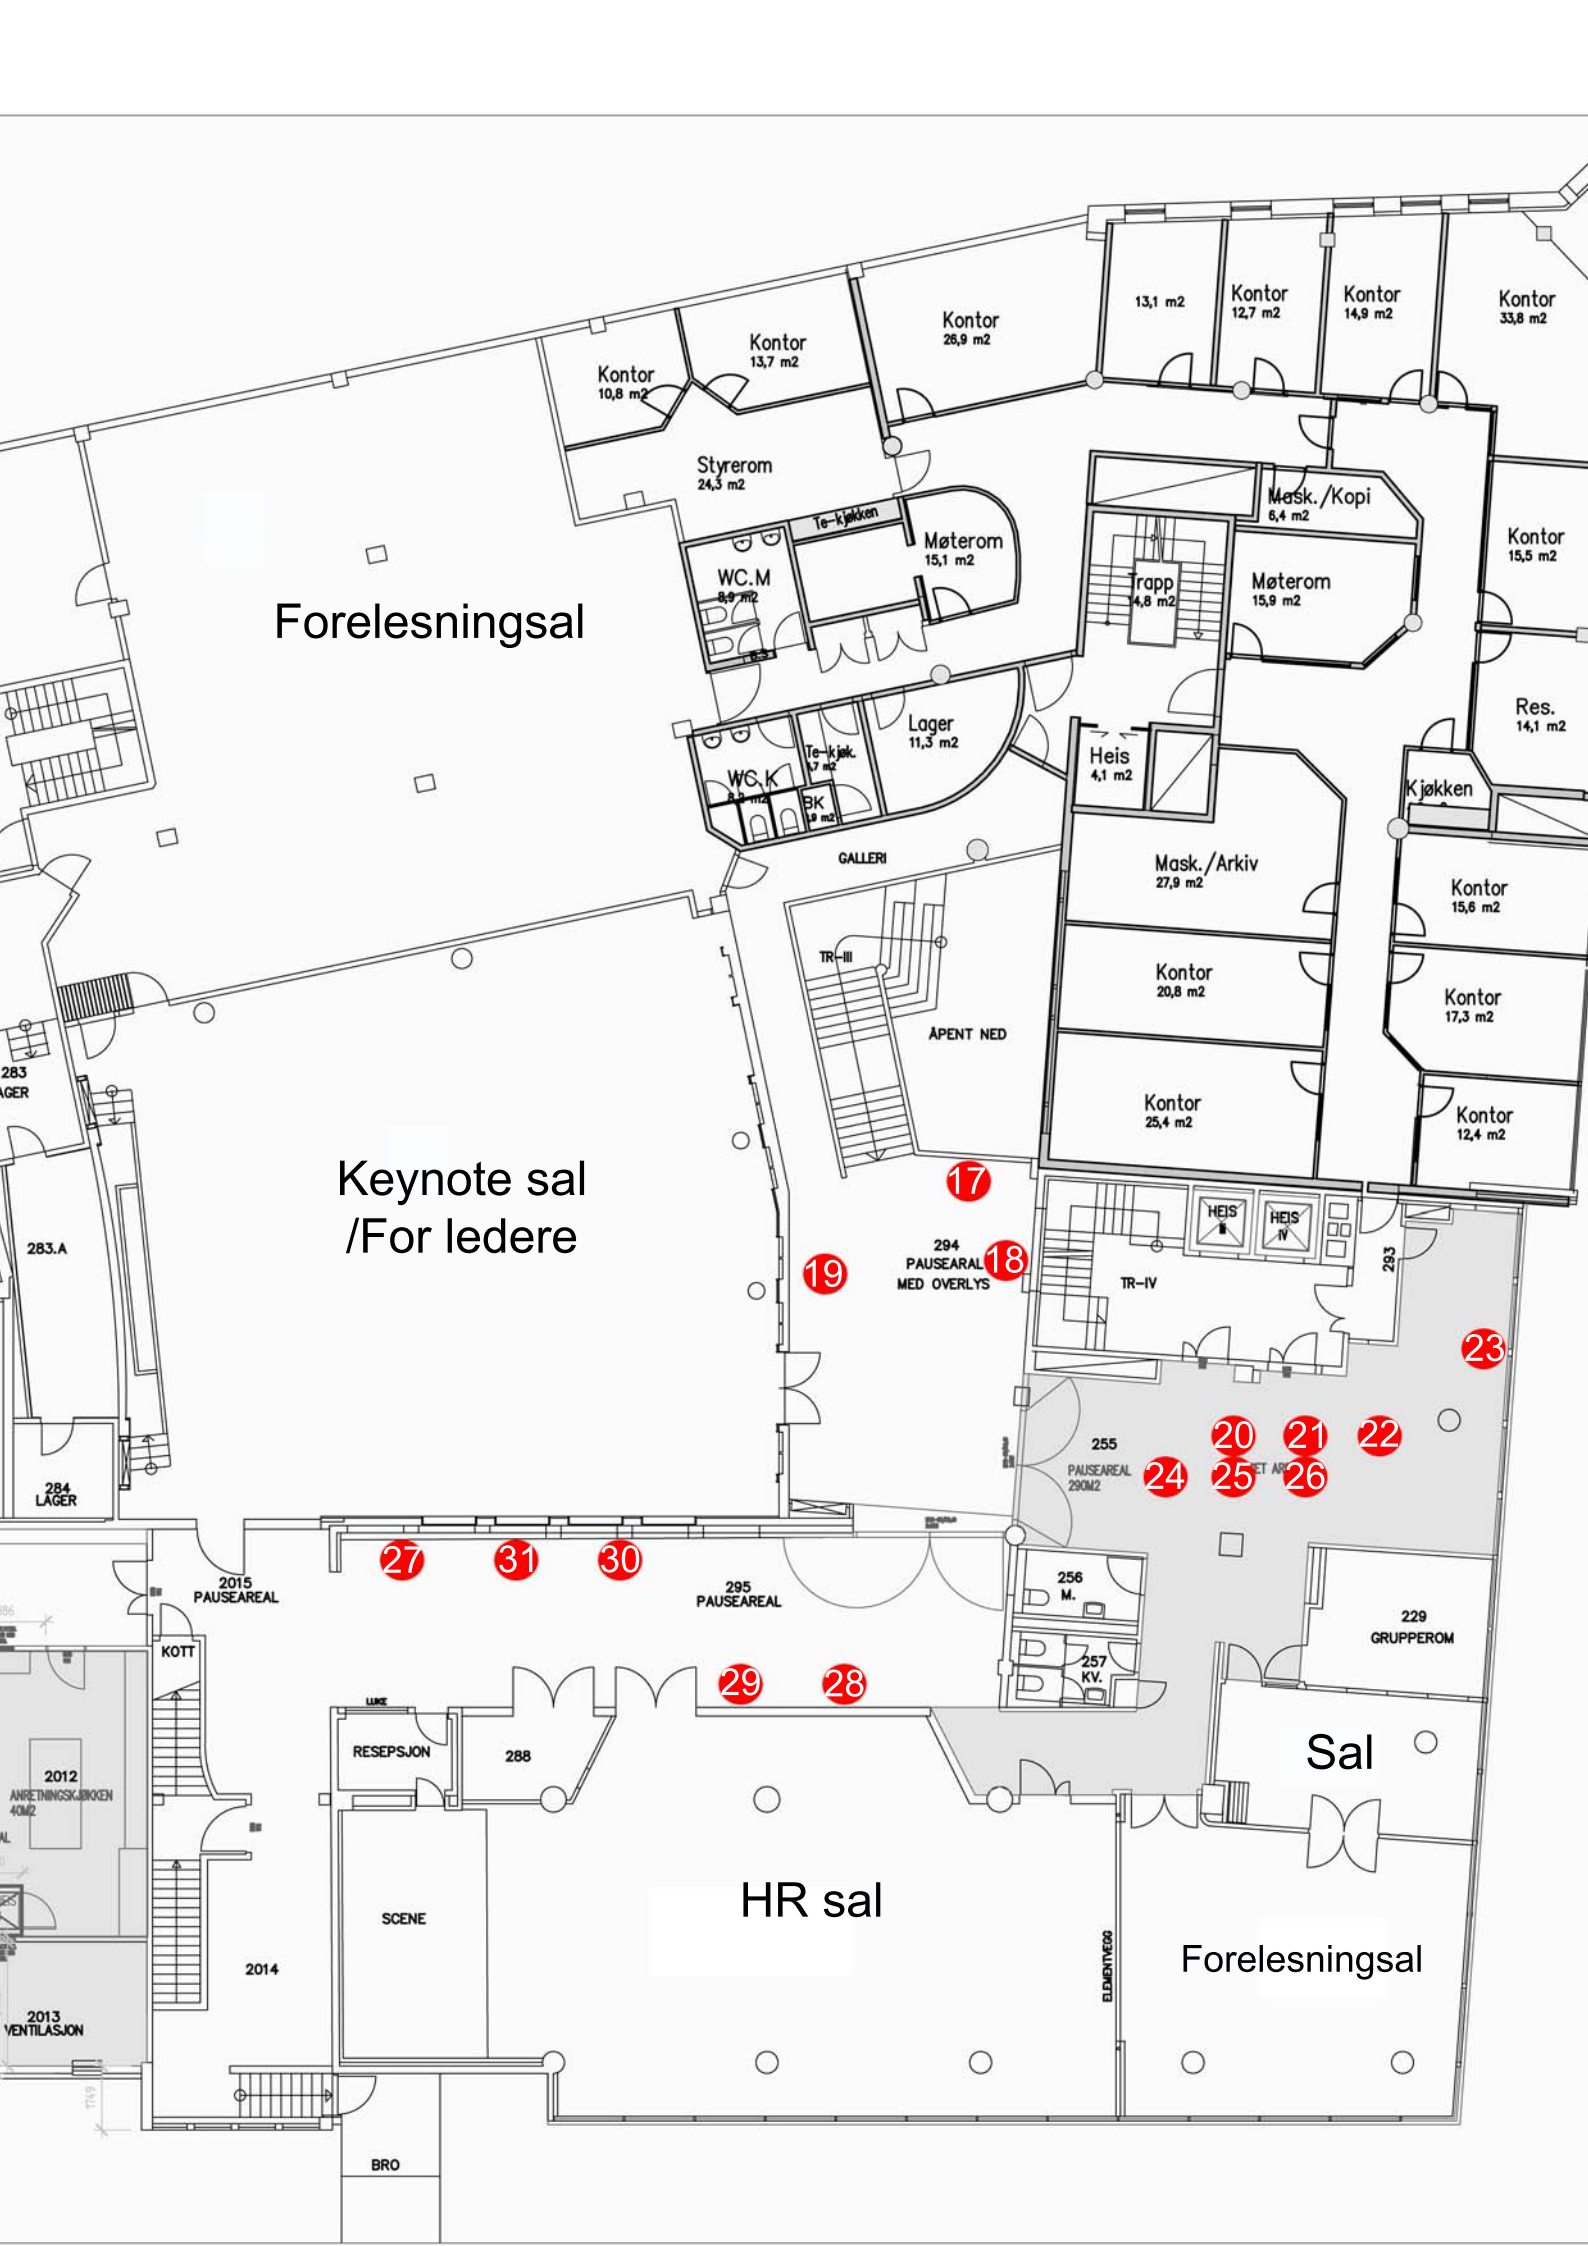 13,1 m2
Kontor
12,7 m2
Kontor
14,9 m2
Kontor
33,8 m2
Kontor
26,9 m2
Kontor
13,7 m2
Kontor
10,8 m2
Styrerom
24,3 m2
Te-kjøkken
Møterom
15,1 m2
Mask./Kopi
6,4 m2
Kontor
15,5 m2
WC.M
8,9 m2
Trapp
14,8 m2
Møterom
15,9 m2
Forelesningsal
Lager
11,3 m2
Te-kjøk.
WC.K
BK
Heis
4,1 m2
Res.
14,1 m2
Kjøkken
GALLERI
Mask./Arkiv
27,9 m2
Kontor
15,6 m2
TR-III
Kontor
20,8 m2
Kontor
17,3 m2
ÅPENT NED
283
AGER
Kontor
25,4 m2
Kontor
12,4 m2
Keynote sal
/For ledere
17
283.A
294
PAUSEARAL
MED OVERLYS
18
19
HEIS
HEIS
IV
TR-IV
293
23
20
21
22
255
PAUSEAREAL
290M2
24
25
26
284
LAGER
27
31
30
2015
PAUSEAREAL
295
PAUSEAREAL
256
M.
229
GRUPPEROM
KOTT
29
28
257
KV.
LUKE
RESEPSJON
288
Sal
2012
ANRETNINGSKJØKKEN
40M2
HR sal
SCENE
ELEMENTVEGG
Forelesningsal
2014
2013
VENTILASJON
1749
BRO